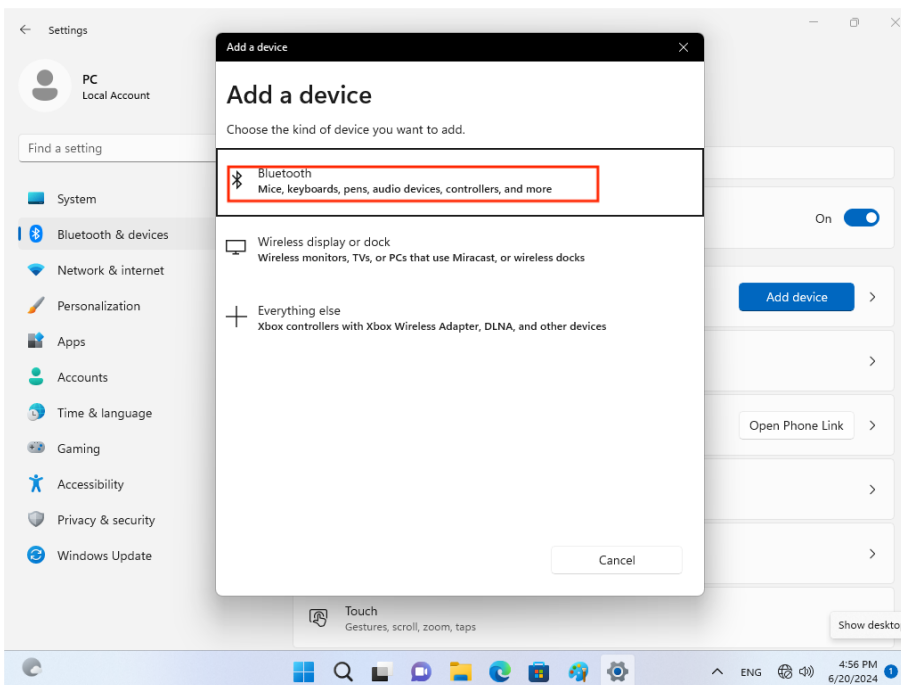 Settings
PC
Local Account
Find a setting
System
Bluetooth & devices
Network & internet
Personalization
Apps
Accounts
Time & language
Gaming
Accessibility
Privacy & security
Windows Update
Add a device
Add a device
Choose the kind of device you want to add.
Bluetooth
Mice, keyboards, pens, audio devices, controllers, and more
Wireless display or dock
Wireless monitors, TVs, or PCs that use Miracast, or wireless docks
Everything else
Xbox controllers with Xbox Wireless Adapter, DLNA, and other devices
Cancel
On
Add device
Open Phone Link
Touch
Gestures, scroll, zoom, taps
Show deskto
ENG
4:56 PM
6/20/2024
1